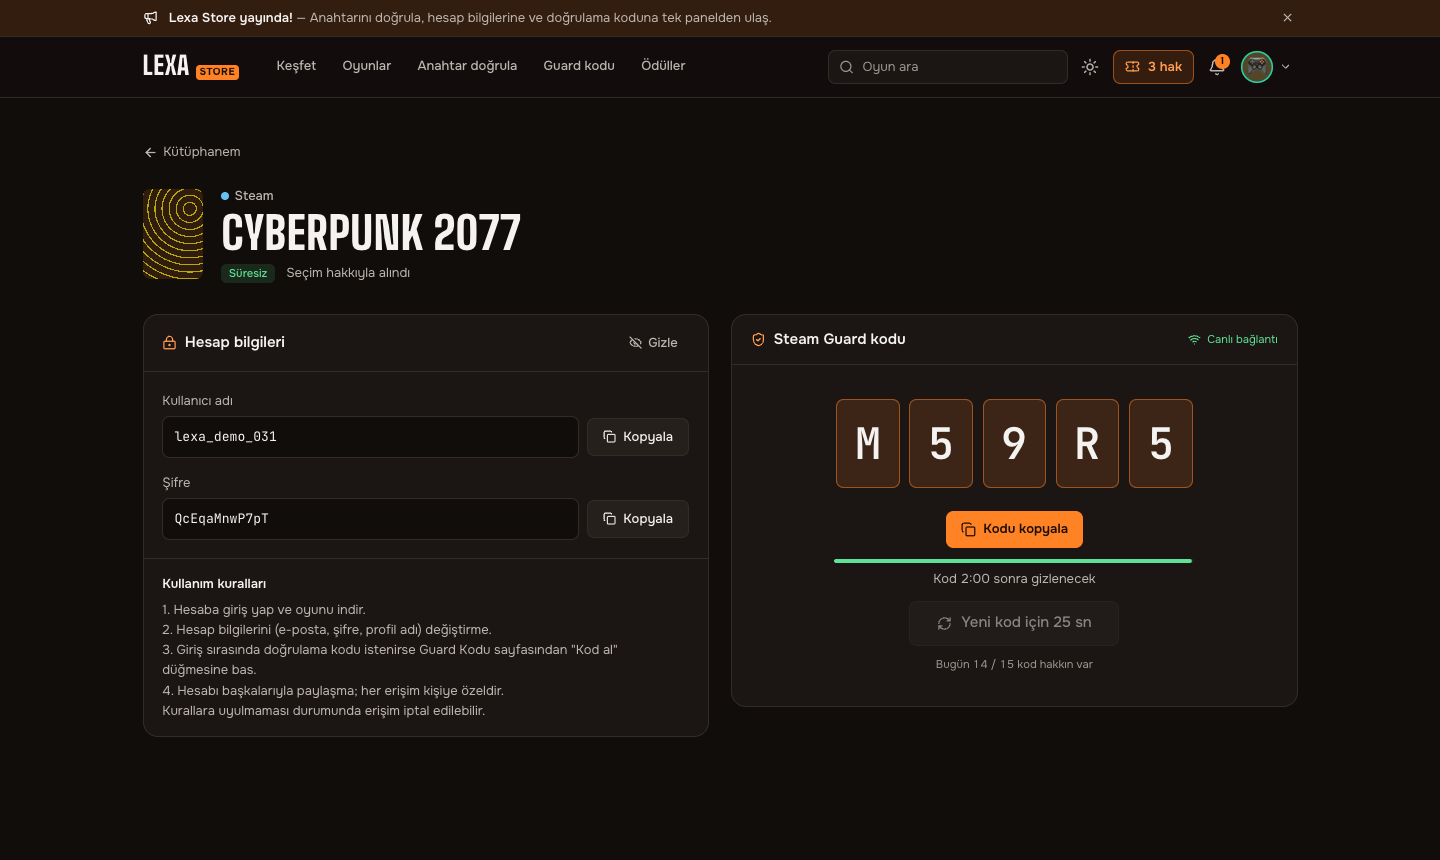 Lexa Store yayında! — Anahtarını doğrula, hesap bilgilerine ve doğrulama koduna tek panelden ulaş.
LEXA STORE
Keşfet
Oyunlar
Anahtar doğrula
Guard kodu
Ödüller
Oyun ara
3 hak
1
Kütüphanem
Steam
CYBERPUNK 2077
Süresiz
Seçim hakkıyla alındı
Hesap bilgileri
Gizle
Kullanıcı adı
lexa_demo_031
Kopyala
Şifre
QcEqaMnwP7pT
Kopyala
Kullanım kuralları
1. Hesaba giriş yap ve oyunu indir.
2. Hesap bilgilerini (e-posta, şifre, profil adı) değiştirme.
3. Giriş sırasında doğrulama kodu istenirse Guard Kodu sayfasından "Kod al"
düğmesine bas.
4. Hesabı başkalarıyla paylaşma; her erişim kişiye özeldir.
Kurallara uyulmaması durumunda erişim iptal edilebilir.
Steam Guard kodu
Canlı bağlantı
M 5 9 R 5
Kodu kopyala
Kod 2:00 sonra gizlenecek
Yeni kod için 25 sn
Bugün 14 / 15 kod hakkın var